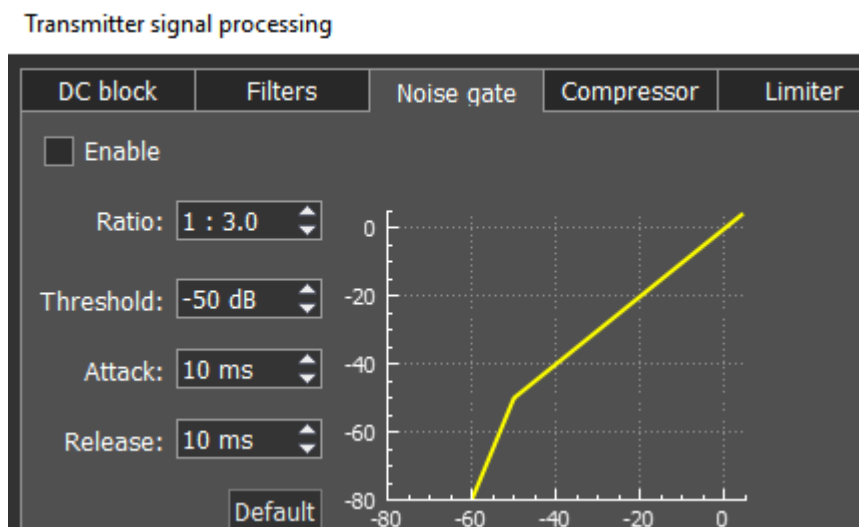 Transmitter signal processing
DC block Filters Noise gate Compressor Limiter
Enable
Ratio: 1 : 3.0
Threshold: -50 dB
Attack: 10 ms
Release: 10 ms
Default
0
-20
-40
-60
-80
-80 -60 -40 -20 0